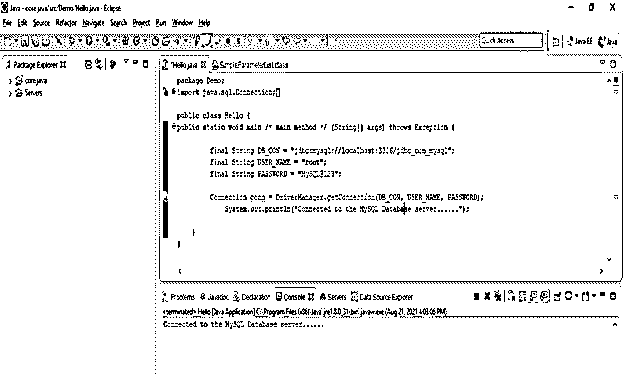 Java - core java/src/Demo/Hello.java - Eclipse
File Edit Source Refactor Navigate Search Project Run Window Help
Quick Access
Java EE
Java
Package Explorer
core java
Servers
Hello.java
package Demo;
import java.sql.Connection;
public class Hello {
public static void main /* main method */ (String[] args) throws Exception {
final String DB_CON = "jdbc:mysql://localhost:3316/jdbc_con_mysql";
final String USER_NAME = "root";
final String PASSWORD = "MySQL@123";
Connection conn = DriverManager.getConnection(DB_CON, USER_NAME, PASSWORD);
System.out.println("Connected to the MySQL Database server......");
}
}
Problems Javadoc Declaration Console Servers Data Source Explorer
<terminated> Hello [Java Application] C:\Program Files (x86)\Java\jre1.8.0_31\bin\javaw.exe (Aug 21, 2021 4:03:06 PM)
Connected to the MySQL Database server......